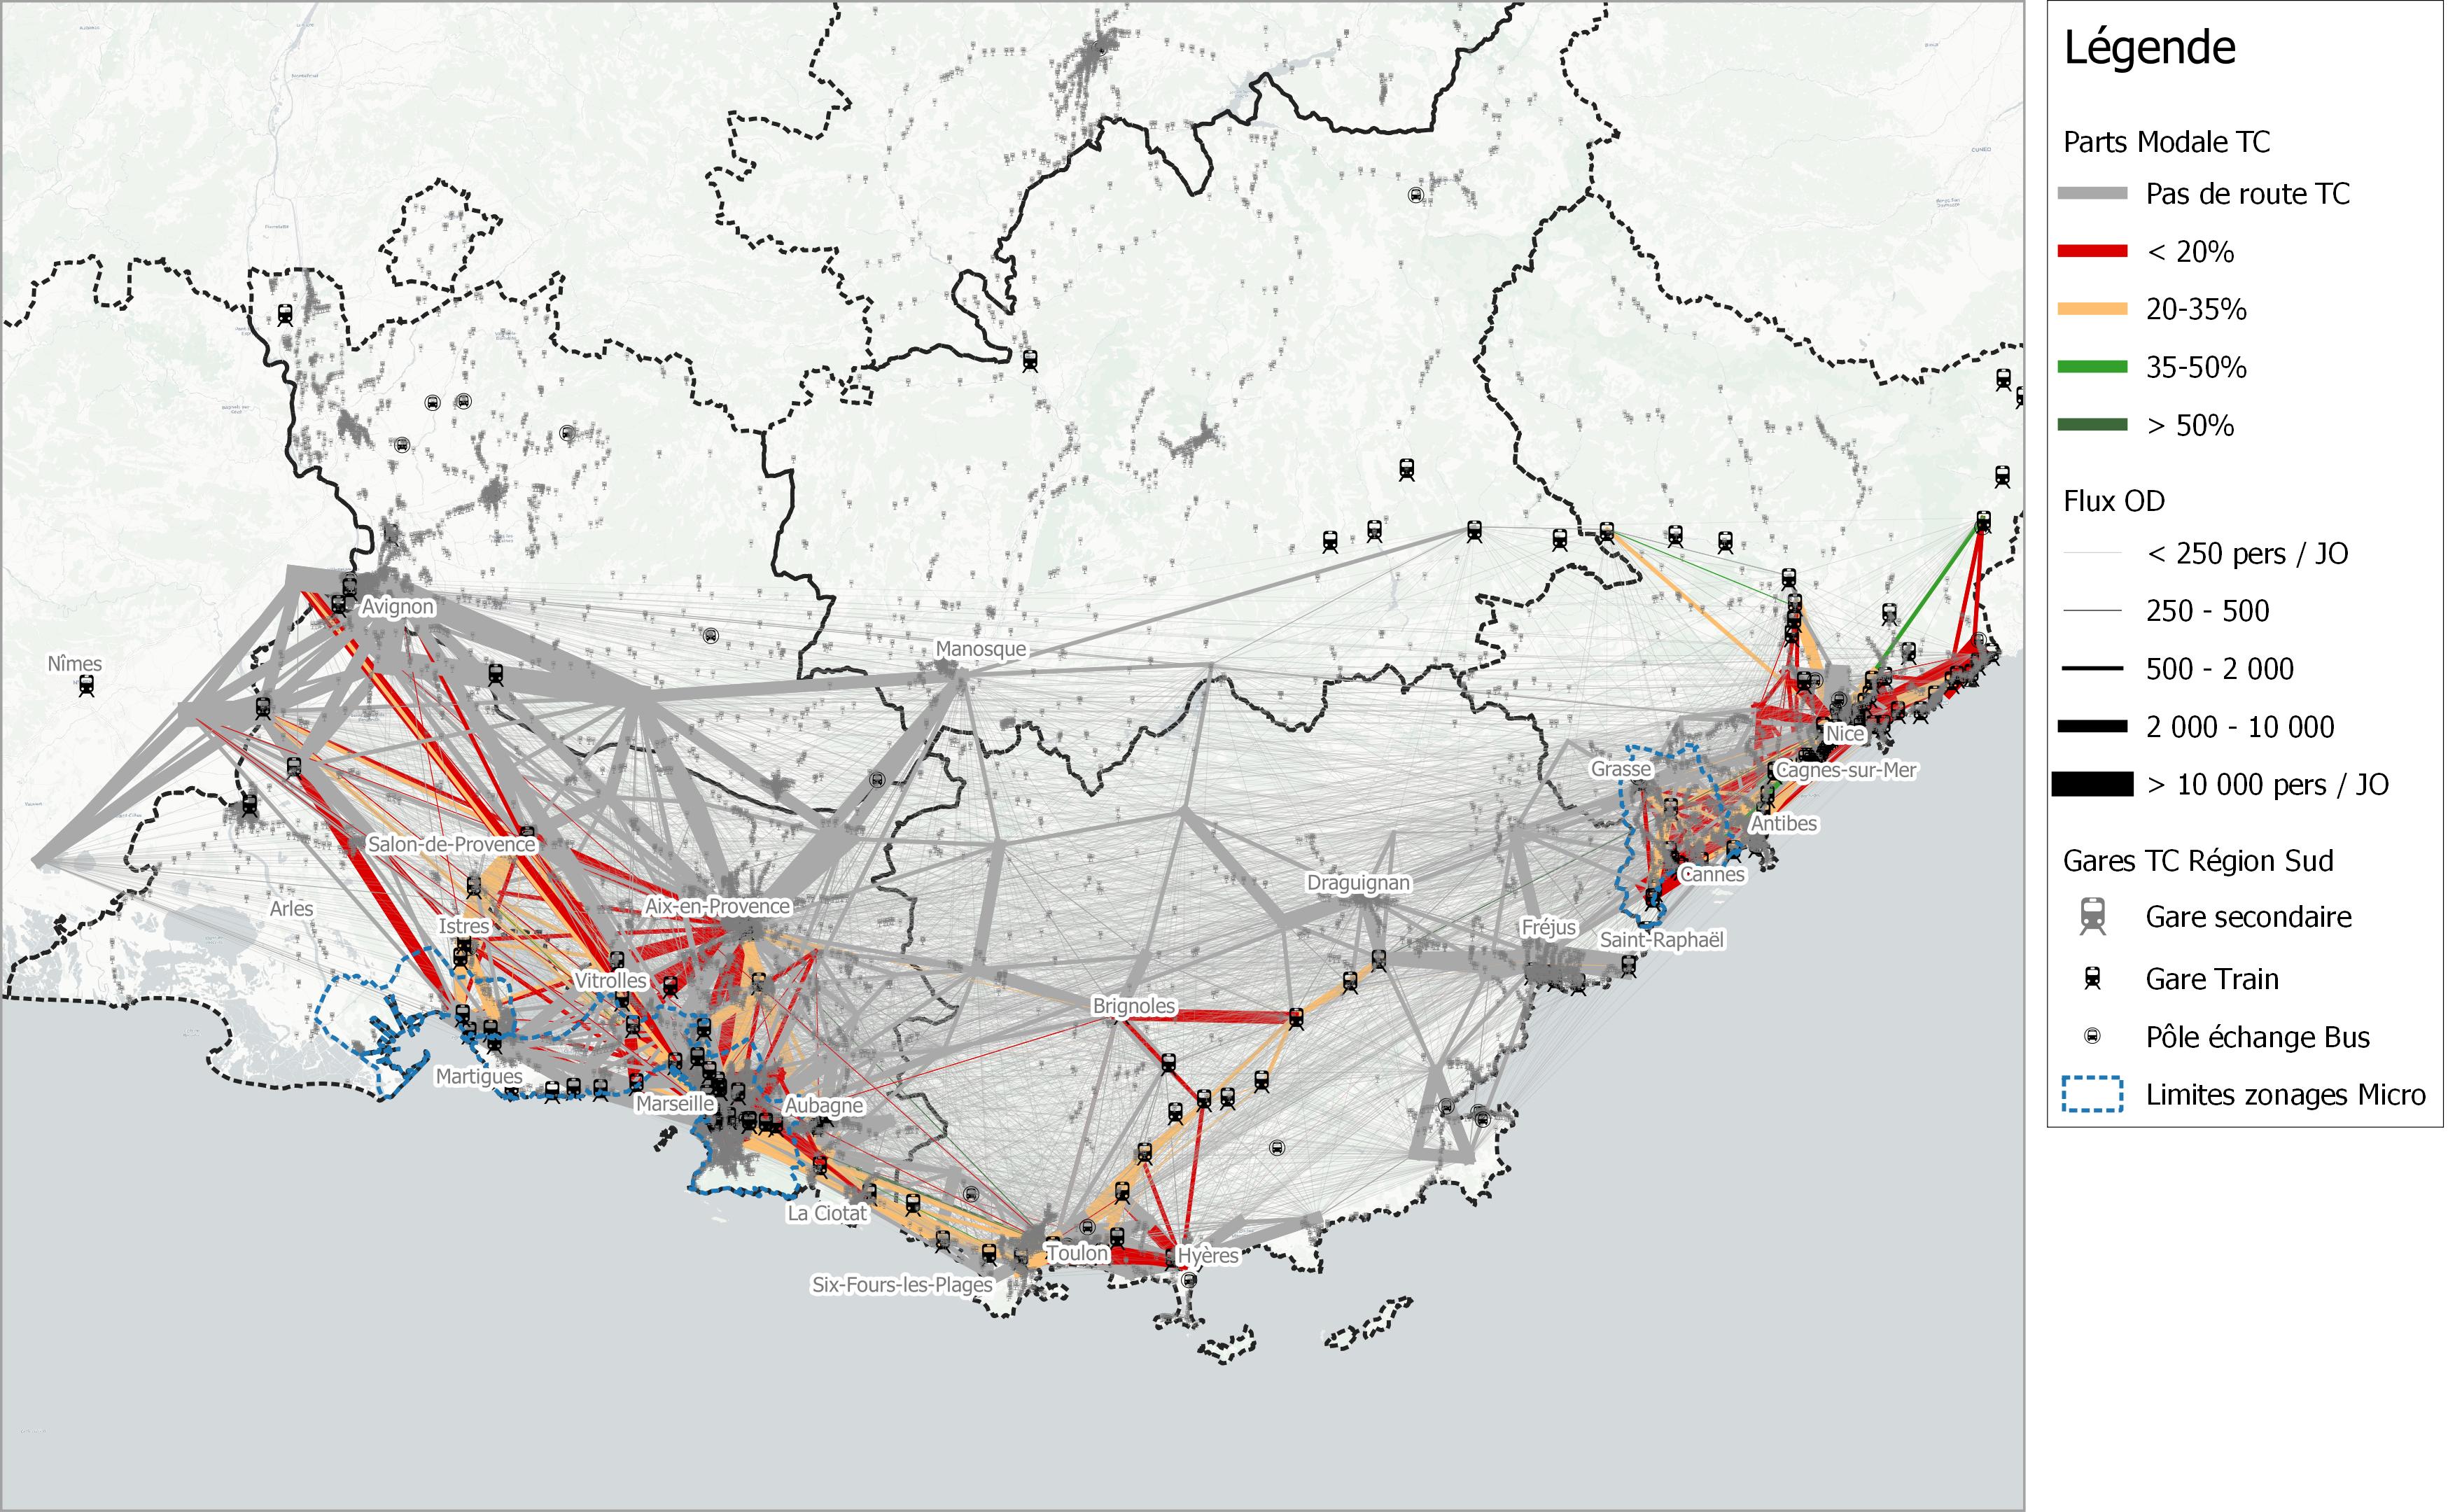 Légende
Parts Modale TC
Pas de route TC
< 20%
20-35%
35-50%
> 50%
Flux OD
< 250 pers / JO
250 - 500
500 - 2 000
2 000 - 10 000
> 10 000 pers / JO
Gares TC Région Sud
Gare secondaire
Gare Train
Pôle échange Bus
Limites zonages Micro
Avignon
Nîmes
Manosque
Nice
Grasse
Cagnes-sur-Mer
Antibes
Salon-de-Provence
Cannes
Draguignan
Arles
Aix-en-Provence
Istres
Fréjus
Saint-Raphaël
Vitrolles
Brignoles
Martigues
Marseille
Aubagne
La Ciotat
Toulon
Hyères
Six-Fours-les-Plages
CUNEO